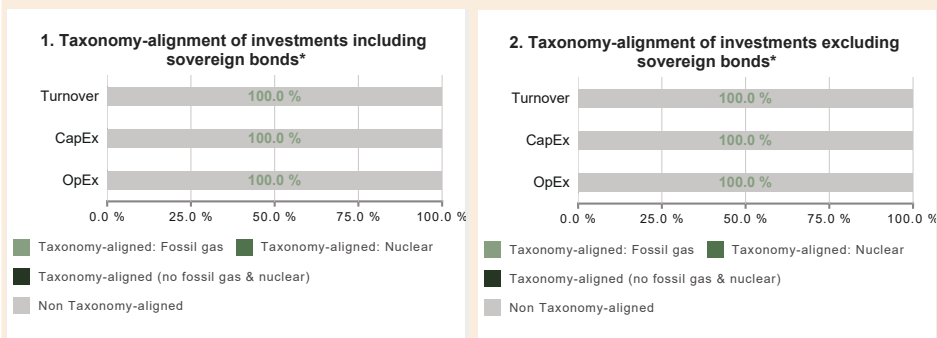 1. Taxonomy-alignment of investments including
sovereign bonds*
Turnover
100.0 %
CapEx
100.0 %
OpEx
100.0 %
0.0 % 25.0 % 50.0 % 75.0 % 100.0 %
Taxonomy-aligned: Fossil gas Taxonomy-aligned: Nuclear
Taxonomy-aligned (no fossil gas & nuclear)
Non Taxonomy-aligned
2. Taxonomy-alignment of investments excluding
sovereign bonds*
Turnover
100.0 %
CapEx
100.0 %
OpEx
100.0 %
0.0 % 25.0 % 50.0 % 75.0 % 100.0 %
Taxonomy-aligned: Fossil gas Taxonomy-aligned: Nuclear
Taxonomy-aligned (no fossil gas & nuclear)
Non Taxonomy-aligned